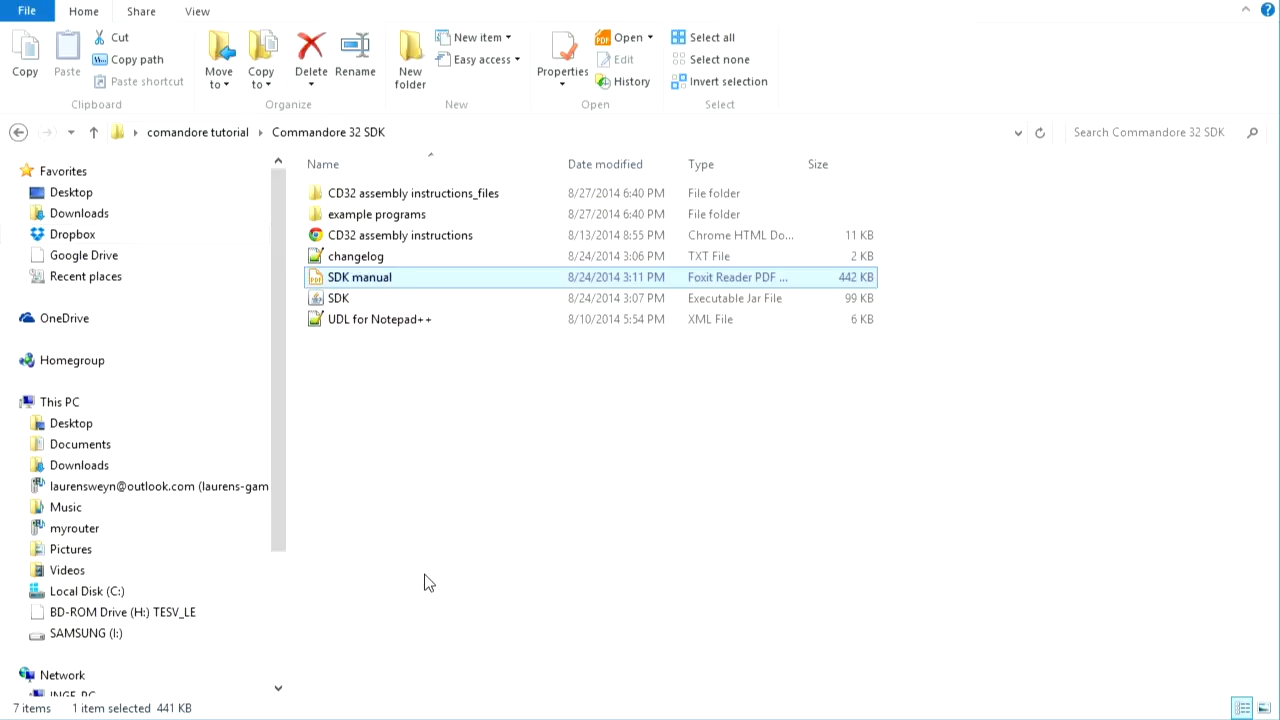 File Home Share View
Cut
Copy path
Paste shortcut
Copy
Paste
Clipboard
Move to
Copy to
Delete
Rename
Organize
New folder
New item
Easy access
New
Properties
Open
Edit
History
Open
Select all
Select none
Invert selection
Select
comandore tutorial Commandore 32 SDK
Search Commandore 32 SDK
Name Date modified Type Size
CD32 assembly instructions_files 8/27/2014 6:40 PM File folder
example programs 8/27/2014 6:40 PM File folder
CD32 assembly instructions 8/13/2014 8:55 PM Chrome HTML Do... 11 KB
changelog 8/24/2014 3:06 PM TXT File 2 KB
SDK manual 8/24/2014 3:11 PM Foxit Reader PDF ... 442 KB
SDK 8/24/2014 3:07 PM Executable Jar File 99 KB
UDL for Notepad++ 8/10/2014 5:54 PM XML File 6 KB
Favorites
Desktop
Downloads
Dropbox
Google Drive
Recent places
OneDrive
Homegroup
This PC
Desktop
Documents
Downloads
laurensweyn@outlook.com (laurens-gam
Music
myrouter
Pictures
Videos
Local Disk (C:)
BD-ROM Drive (H:) TESV_LE
SAMSUNG (I:)
Network
7 items 1 item selected 441 KB